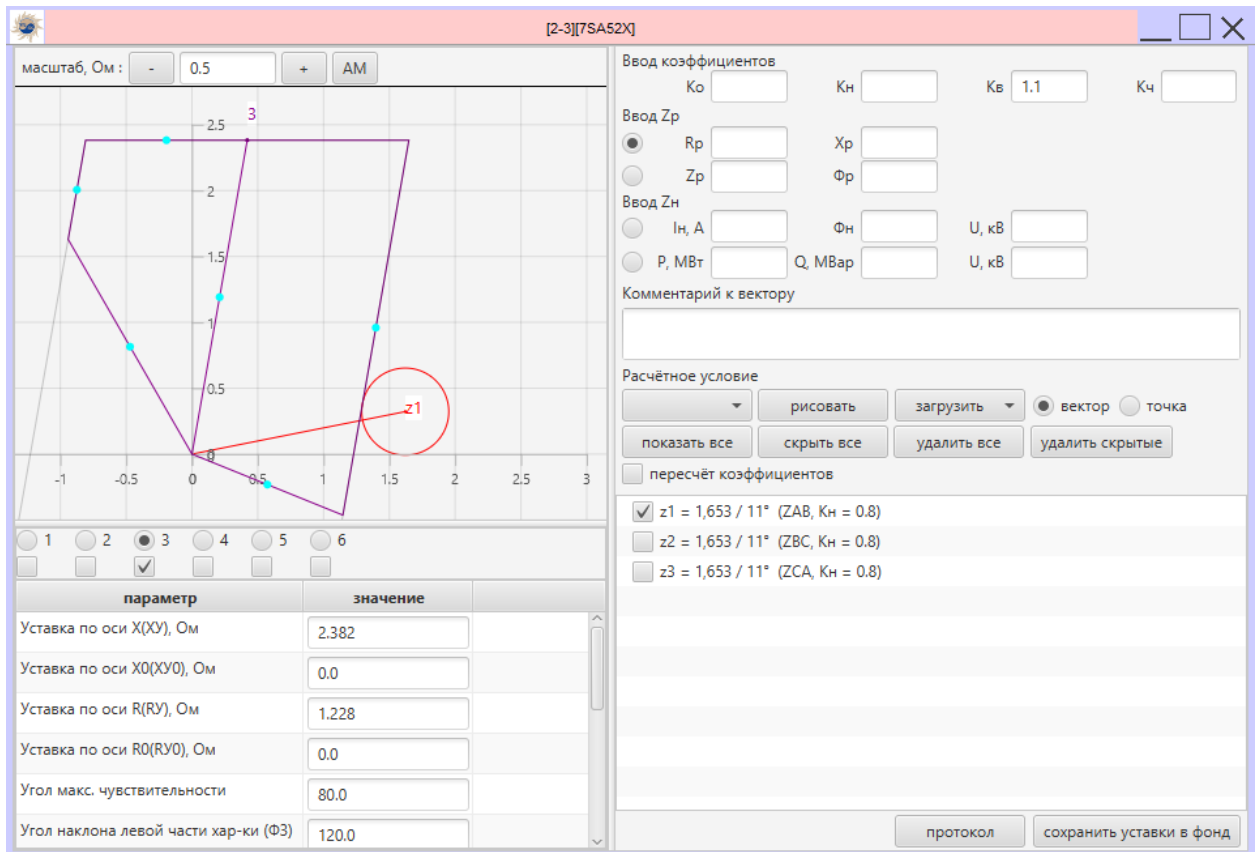 [2-3][7SA52X]
масштаб, Ом : - 0.5 + АМ
3
2.5
2
1.5
1
0.5
z1
0
-1 -0.5 0 0.5 1 1.5 2 2.5 3
1 2 3 4 5 6
параметр значение
Уставка по оси X(XУ), Ом 2.382
Уставка по оси X0(XУ0), Ом 0.0
Уставка по оси R(RУ), Ом 1.228
Уставка по оси R0(RУ0), Ом 0.0
Угол макс. чувствительности 80.0
Угол наклона левой части хар-ки (Ф3) 120.0
Ввод коэффициентов
Ко Кн Кв 1.1 Кч
Ввод Zр
Rр Хр
Zр Фр
Ввод Zн
Iн, А Фн U, кВ
P, МВт Q, МВар U, кВ
Комментарий к вектору
Расчётное условие
рисовать загрузить вектор точка
показать все скрыть все удалить все удалить скрытые
пересчёт коэффициентов
z1 = 1,653 / 11° (ZAB, Кн = 0.8)
z2 = 1,653 / 11° (ZBC, Кн = 0.8)
z3 = 1,653 / 11° (ZCA, Кн = 0.8)
протокол сохранить уставки в фонд